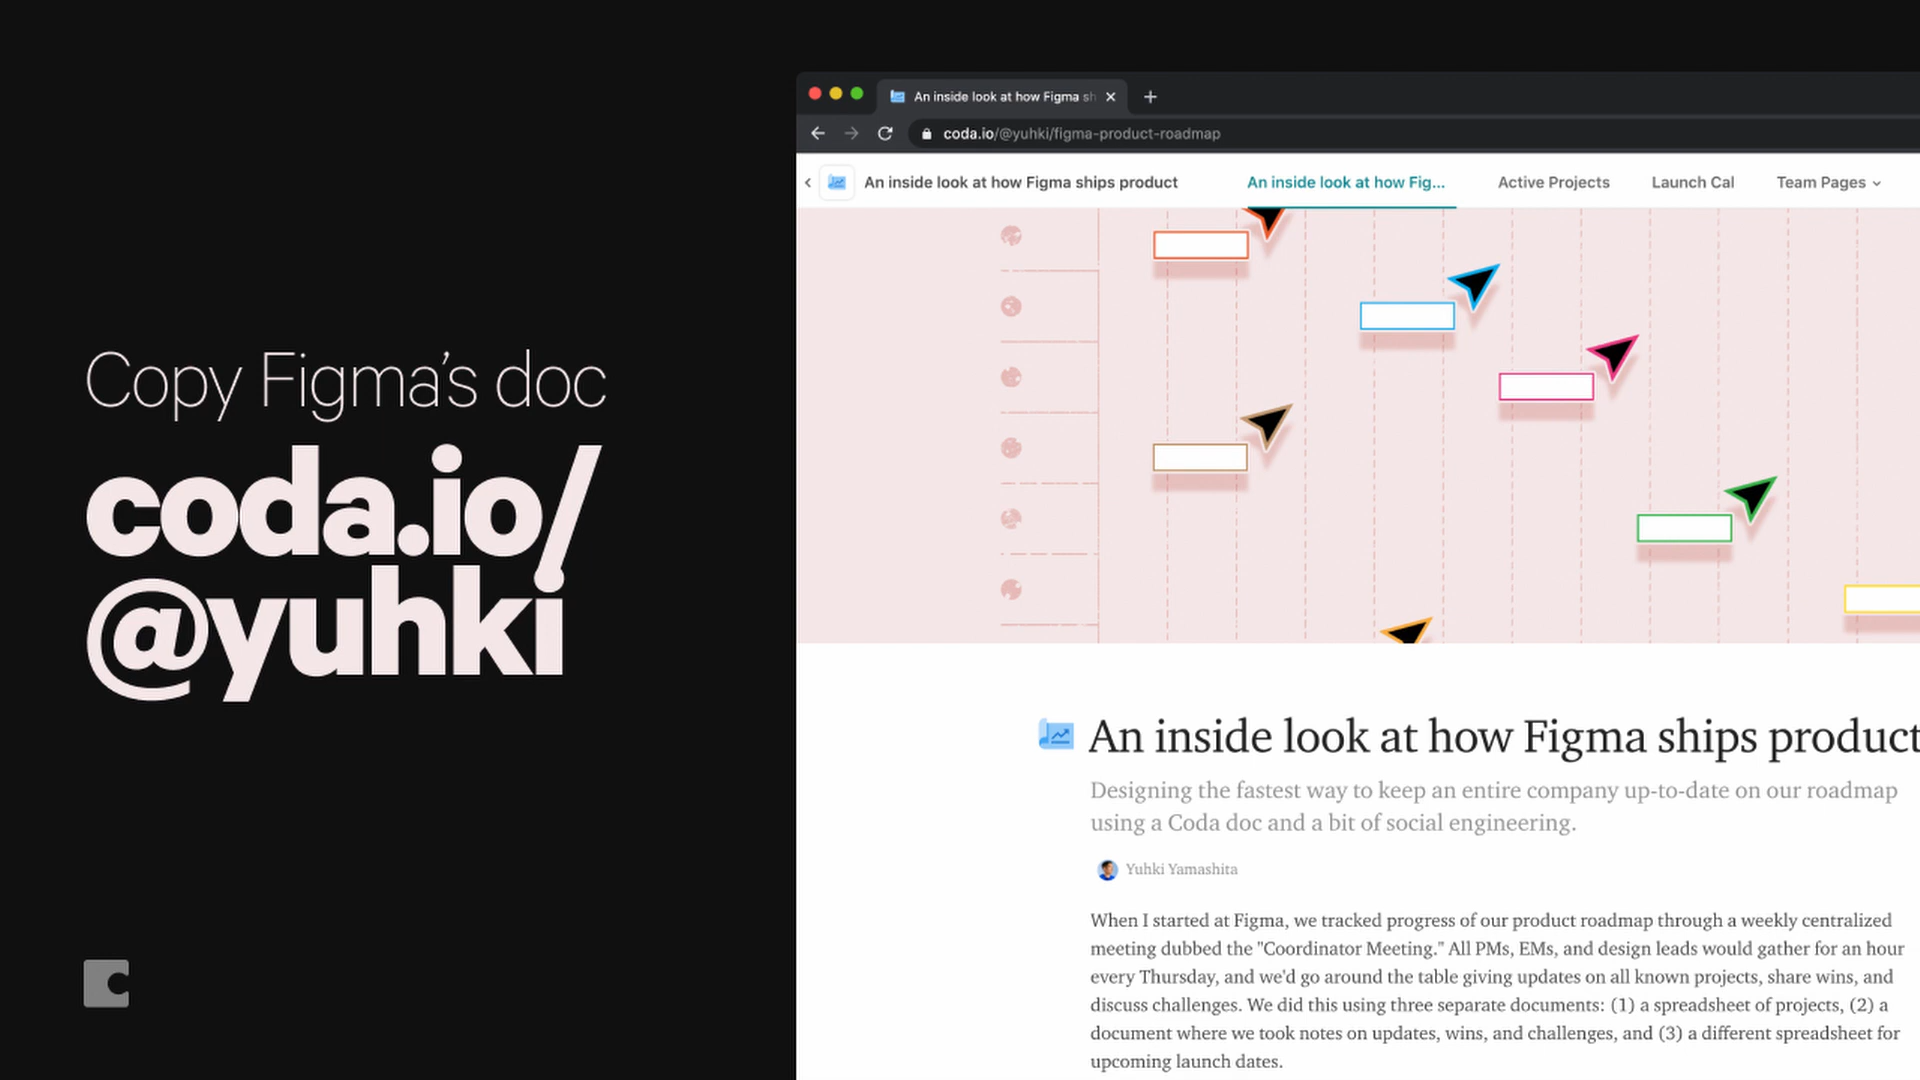 Copy Figma’s doc
coda.io/
@yuhki
An inside look at how Figma sh
coda.io/@yuhki/figma-product-roadmap
An inside look at how Figma ships product
An inside look at how Fig...
Active Projects
Launch Cal
Team Pages
An inside look at how Figma ships product
Designing the fastest way to keep an entire company up-to-date on our roadmap
using a Coda doc and a bit of social engineering.
Yuhki Yamashita
When I started at Figma, we tracked progress of our product roadmap through a weekly centralized
meeting dubbed the "Coordinator Meeting." All PMs, EMs, and design leads would gather for an hour
every Thursday, and we'd go around the table giving updates on all known projects, share wins, and
discuss challenges. We did this using three separate documents: (1) a spreadsheet of projects, (2) a
document where we took notes on updates, wins, and challenges, and (3) a different spreadsheet for
upcoming launch dates.